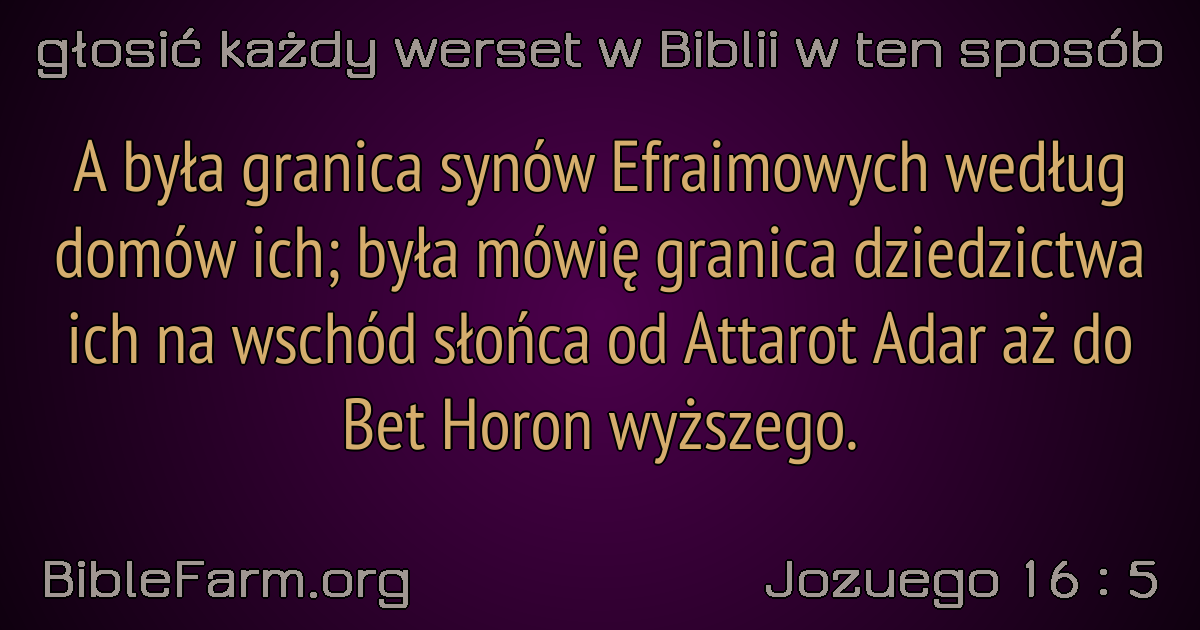 głosić każdy werset w Biblii w ten sposób
A była granica synów Efraimowych według
domów ich; była mówię granica dziedzictwa
ich na wschód słońca od Attarot Adar aż do
Bet Horon wyższego.
BibleFarm.org
Jozuego 16 : 5